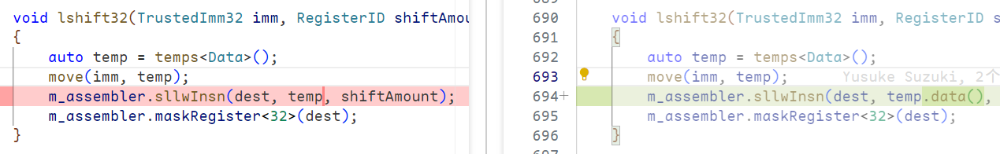 void lshift32(TrustedImm32 imm, RegisterID shiftAmou
{
    auto temp = temps<Data>();
    move(imm, temp);
    m_assembler.sllwInsn(dest, temp, shiftAmount);
    m_assembler.maskRegister<32>(dest);
}
690 void lshift32(TrustedImm32 imm, RegisterID s
691 {
692     auto temp = temps<Data>();
693     move(imm, temp);    Yusuke Suzuki, 2个
694+     m_assembler.sllwInsn(dest, temp.data(),
695     m_assembler.maskRegister<32>(dest);
696 }